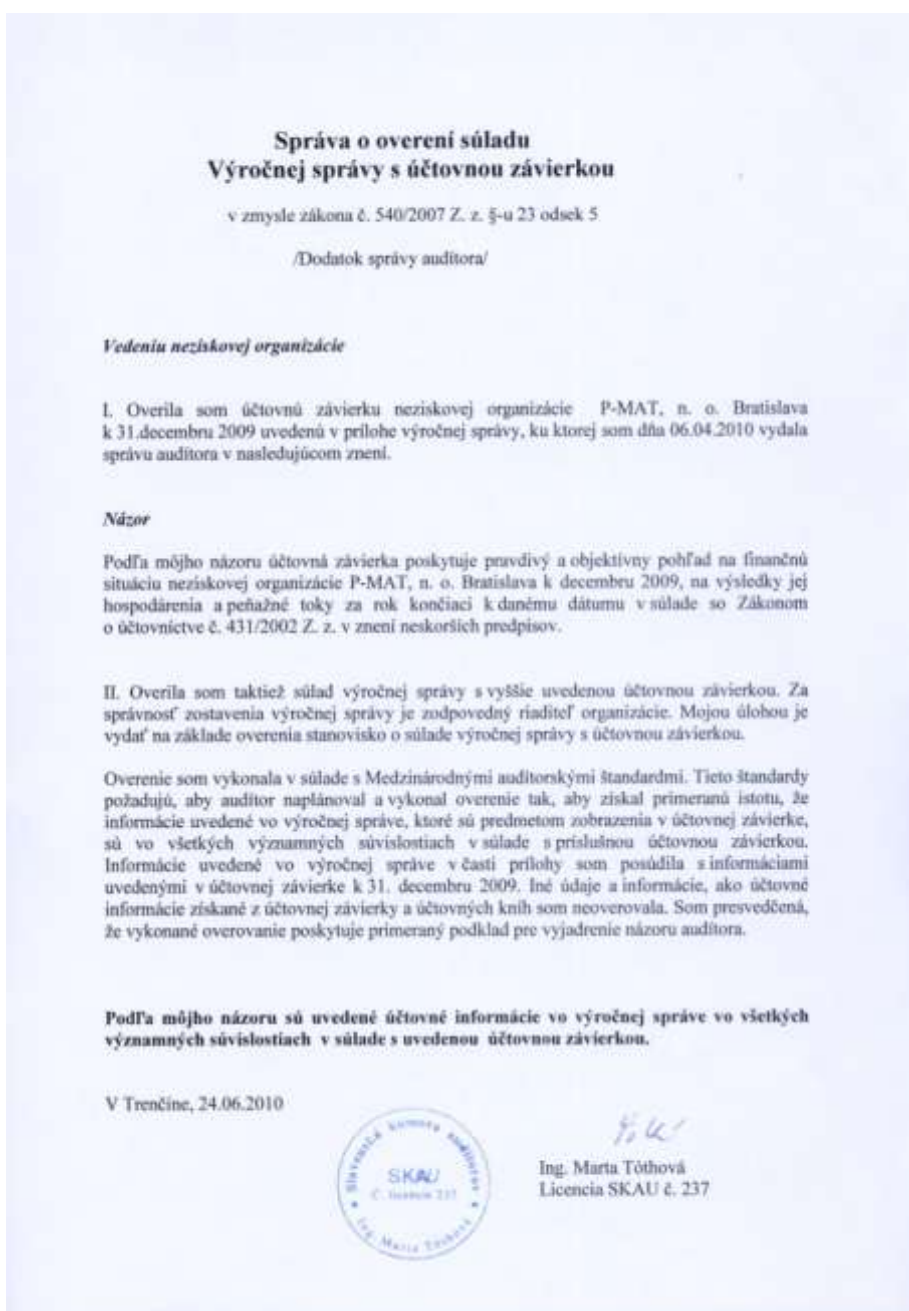 Správa o overení súladu
Výročnej správy s účtovnou závierkou
v zmysle zákona č. 540/2007 Z. z. §-u 23 odsek 5
/Dodatok správy audítora/
Vedeniu neziskovej organizácie
I. Overila som účtovnú závierku neziskovej organizácie P-MAT, n. o. Bratislava
k 31.decembru 2009 uvedenú v prílohe výročnej správy, ku ktorej som dňa 06.04.2010 vydala
správu audítora v nasledujúcom znení.
Názor
Podľa môjho názoru účtovná závierka poskytuje pravdivý a objektívny pohľad na finančnú
situáciu neziskovej organizácie P-MAT, n. o. Bratislava k decembru 2009, na výsledky jej
hospodárenia a peňažné toky za rok končiaci k danému dátumu v súlade so Zákonom
o účtovníctve č. 431/2002 Z. z. v znení neskorších predpisov.
II. Overila som taktiež súlad výročnej správy s vyššie uvedenou účtovnou závierkou. Za
správnosť zostavenia výročnej správy je zodpovedný riaditeľ organizácie. Mojou úlohou je
vydať na základe overenia stanovisko o súlade výročnej správy s účtovnou závierkou.
Overenie som vykonala v súlade s Medzinárodnými audítorskými štandardmi. Tieto štandardy
požadujú, aby audítor naplánoval a vykonal overenie tak, aby získal primeranú istotu, že
informácie uvedené vo výročnej správe, ktoré sú predmetom zobrazenia v účtovnej závierke,
sú vo všetkých významných súvislostiach v súlade s príslušnou účtovnou závierkou.
Informácie uvedené vo výročnej správe v časti prílohy som posúdila s informáciami
uvedenými v účtovnej závierke k 31. decembru 2009. Iné údaje a informácie, ako účtovné
informácie získané z účtovnej závierky a účtovných kníh som neoverovala. Som presvedčená,
že vykonané overovanie poskytuje primeraný podklad pre vyjadrenie názoru audítora.
Podľa môjho názoru sú uvedené účtovné informácie vo výročnej správe vo všetkých
významných súvislostiach v súlade s uvedenou účtovnou závierkou.
V Trenčíne, 24.06.2010
Slovenská komora audítorov
SKAU
Č. licencie 237
Ing. Marta Tóthová
Ing. Marta Tóthová
Licencia SKAU č. 237